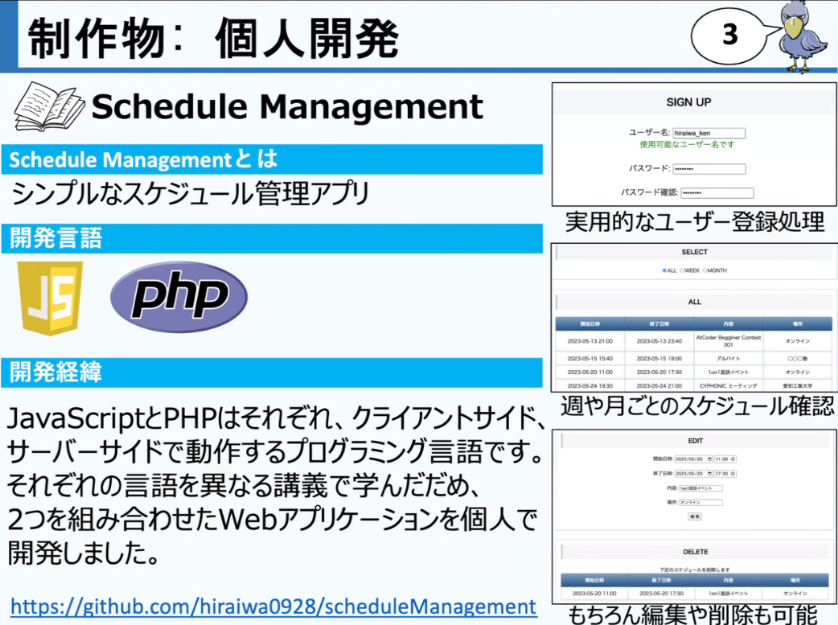 制作物： 個人開発
3
Schedule Management
Schedule Managementとは
シンプルなスケジュール管理アプリ
開発言語
JS
php
開発経緯
JavaScriptとPHPはそれぞれ、クライアントサイド、
サーバーサイドで動作するプログラミング言語です。
それぞれの言語を異なる講義で学んだだめ、
2つを組み合わせたWebアプリケーションを個人で
開発しました。
https://github.com/hiraiwa0928/scheduleManagement
SIGN UP
ユーザー名: hiraiwa_ken
使用可能なユーザー名です
パスワード: ••••••••
パスワード確認: ••••••••
実用的なユーザー登録処理
SELECT
ALL WEEK MONTH
ALL
開始日時 終了日時 内容 場所
2023-05-13 21:00 2023-05-13 23:40 AtCoder Begginer Contest 301 オンライン
2023-05-15 15:40 2023-05-15 19:00 アルバイト 〇〇〇塾
2023-05-20 11:00 2023-05-20 17:30 1on1面談イベント オンライン
2023-05-24 19:30 2023-05-24 21:00 CYPHONIC ミーティング 愛知工業大学
週や月ごとのスケジュール確認
EDIT
開始日時: 2023/05/20 11:00
終了日時: 2023/05/20 17:30
内容: 1on1面談イベント
場所: オンライン
編集
DELETE
下記のスケジュールを削除します
開始日時 終了日時 内容 場所
2023-05-20 11:00 2023-05-20 17:30 1on1面談イベント オンライン
もちろん編集や削除も可能